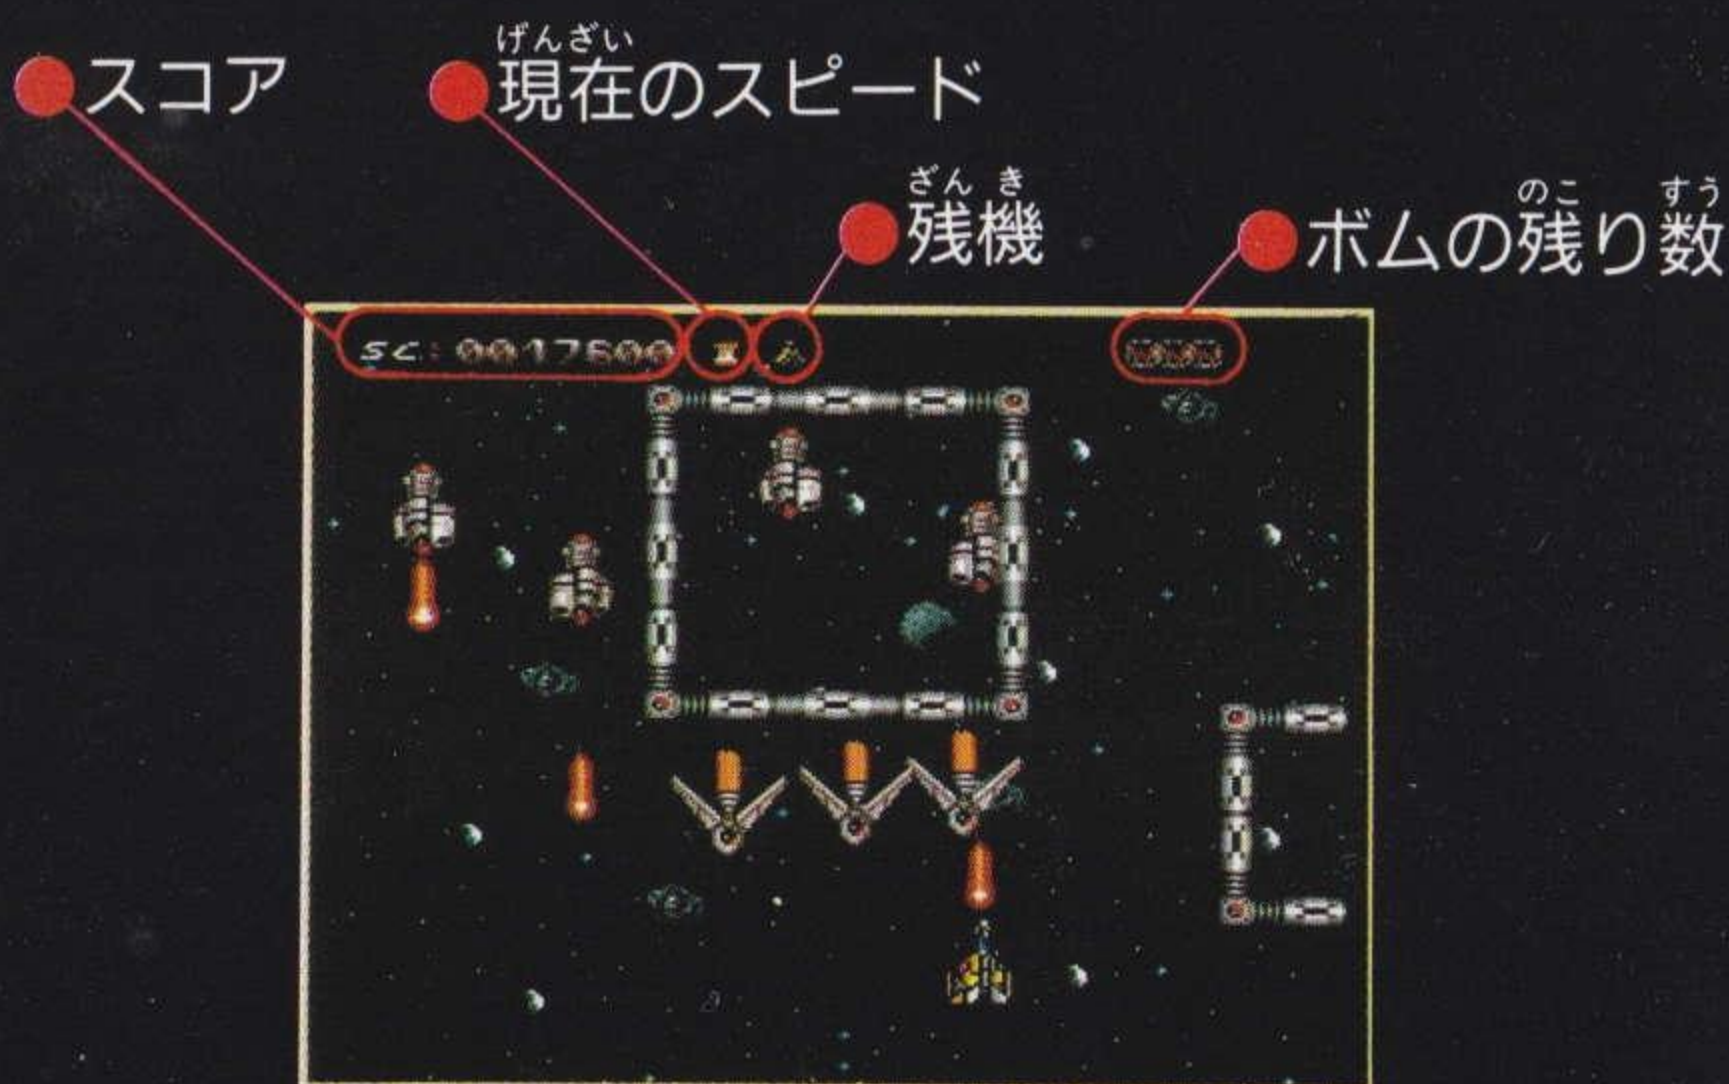 スコア
げんざい
現在のスピード
ざんき
残機
のこ すう
ボムの残り数
SC:0017600